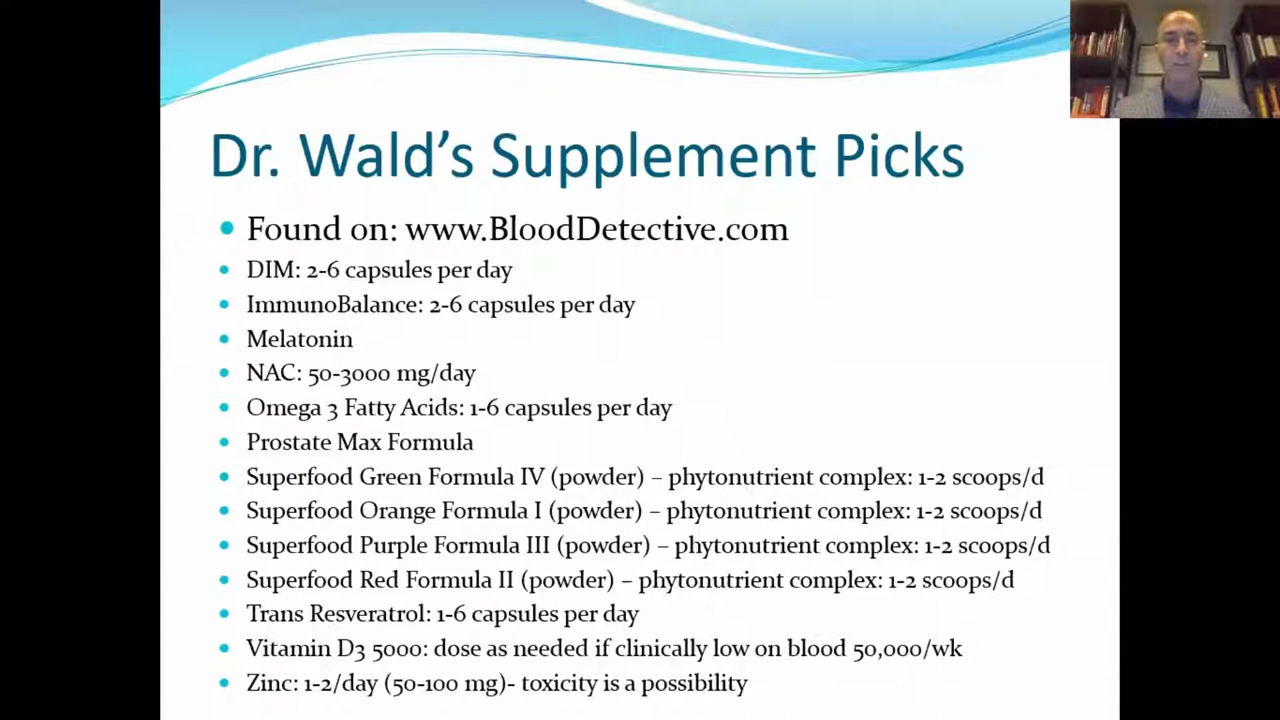 Dr. Wald's Supplement Picks
Found on: www.BloodDetective.com
DIM: 2-6 capsules per day
ImmunoBalance: 2-6 capsules per day
Melatonin
NAC: 50-3000 mg/day
Omega 3 Fatty Acids: 1-6 capsules per day
Prostate Max Formula
Superfood Green Formula IV (powder) – phytonutrient complex: 1-2 scoops/d
Superfood Orange Formula I (powder) – phytonutrient complex: 1-2 scoops/d
Superfood Purple Formula III (powder) – phytonutrient complex: 1-2 scoops/d
Superfood Red Formula II (powder) – phytonutrient complex: 1-2 scoops/d
Trans Resveratrol: 1-6 capsules per day
Vitamin D3 5000: dose as needed if clinically low on blood 50,000/wk
Zinc: 1-2/day (50-100 mg)- toxicity is a possibility